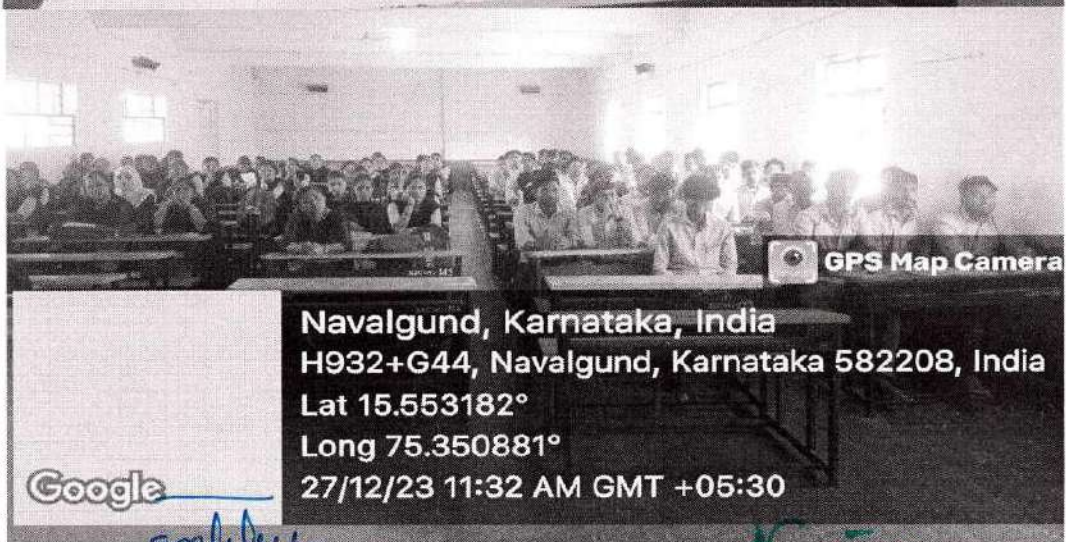 GPS Map Camera
Navalgund, Karnataka, India
H932+G44, Navalgund, Karnataka 582208, India
Lat 15.553182°
Long 75.350881°
27/12/23 11:32 AM GMT +05:30
Google